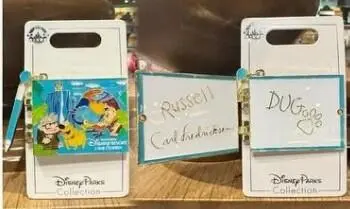 Disney Parks
Collection
Russell
Carl Fredricksen
DUG
Disney Parks
Collection